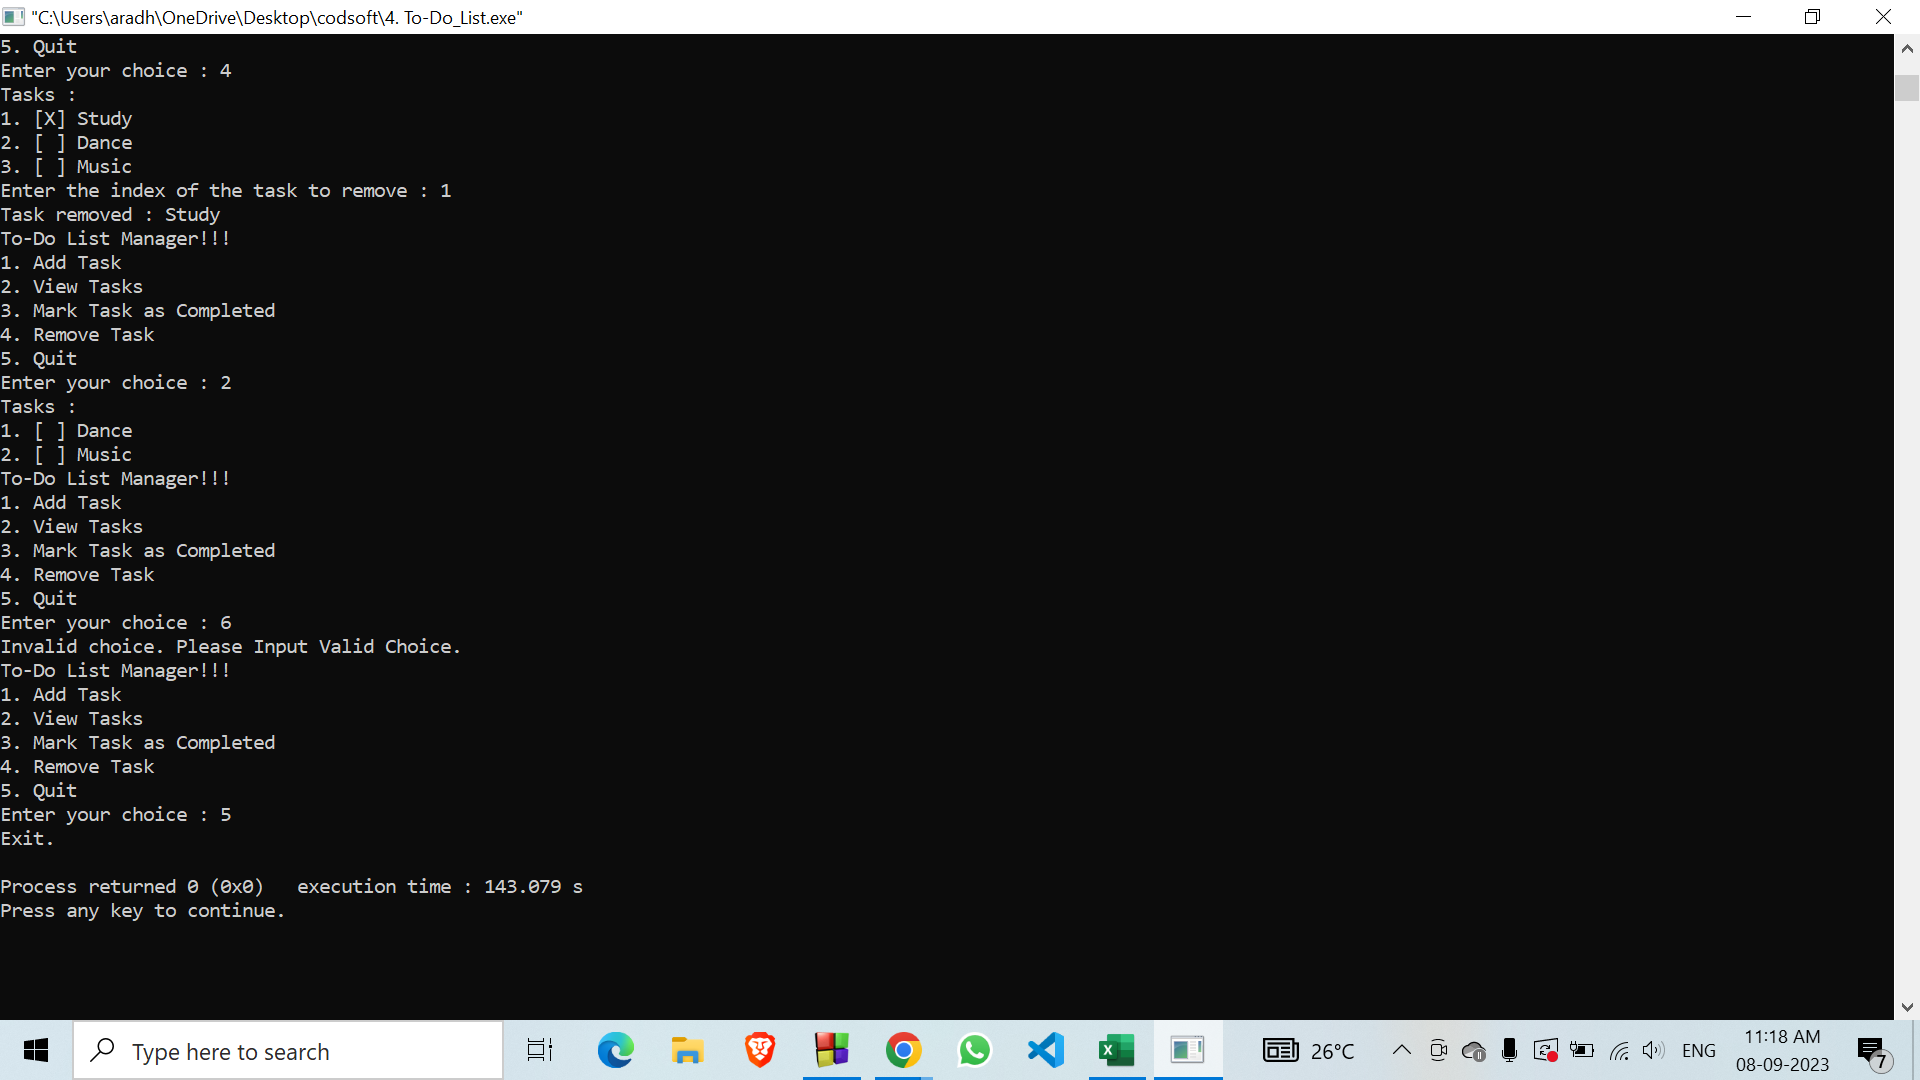 "C:\Users\aradh\OneDrive\Desktop\codsoft\4. To-Do_List.exe"
5. Quit
Enter your choice : 4
Tasks :
1. [X] Study
2. [ ] Dance
3. [ ] Music
Enter the index of the task to remove : 1
Task removed : Study
To-Do List Manager!!!
1. Add Task
2. View Tasks
3. Mark Task as Completed
4. Remove Task
5. Quit
Enter your choice : 2
Tasks :
1. [ ] Dance
2. [ ] Music
To-Do List Manager!!!
1. Add Task
2. View Tasks
3. Mark Task as Completed
4. Remove Task
5. Quit
Enter your choice : 6
Invalid choice. Please Input Valid Choice.
To-Do List Manager!!!
1. Add Task
2. View Tasks
3. Mark Task as Completed
4. Remove Task
5. Quit
Enter your choice : 5
Exit.
Process returned 0 (0x0)   execution time : 143.079 s
Press any key to continue.
Type here to search
26°C
ENG
11:18 AM
08-09-2023
7